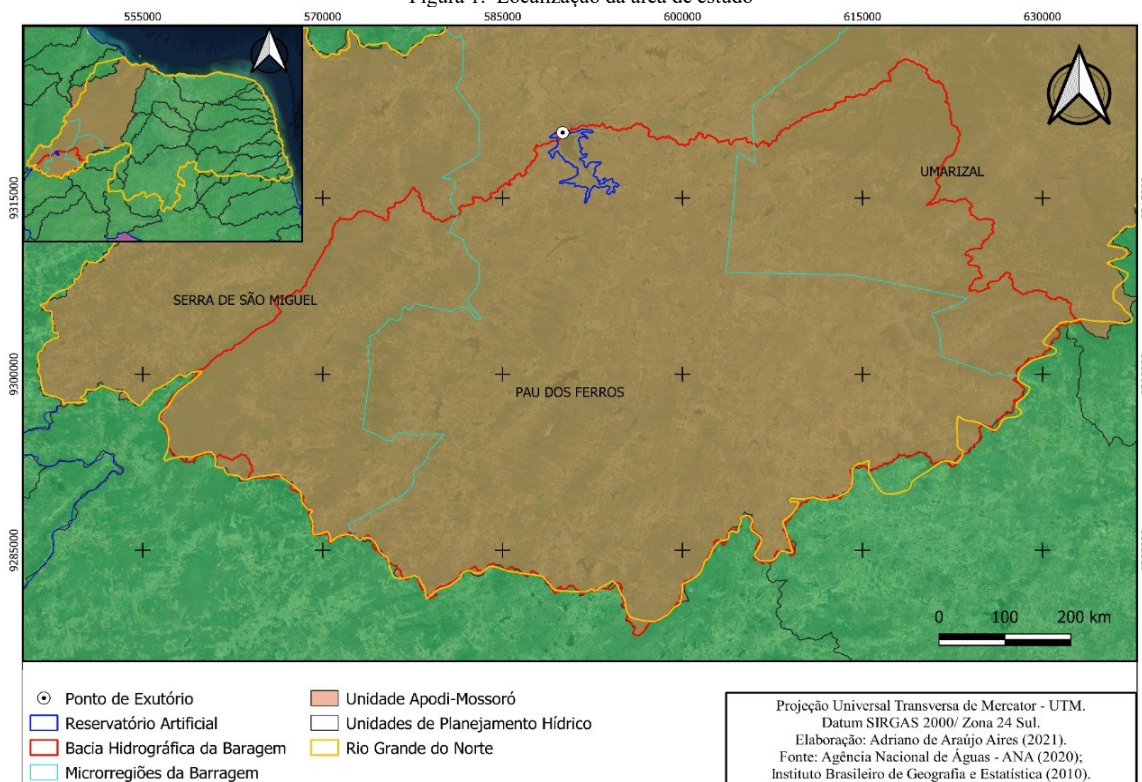 Figura 1. Localização da área de estudo
555000 570000 585000 600000 615000 630000
9315000
UMARIZAL
SERRA DE SÃO MIGUEL
9300000
PAU DOS FERROS
9285000
0 100 200 km
Ponto de Exutório
Reservatório Artificial
Bacia Hidrográfica da Baragem
Microrregiões da Barragem
Unidade Apodi-Mossoró
Unidades de Planejamento Hídrico
Rio Grande do Norte
Projeção Universal Transversa de Mercator - UTM.
Datum SIRGAS 2000/ Zona 24 Sul.
Elaboração: Adriano de Araújo Aires (2021).
Fonte: Agência Nacional de Águas - ANA (2020);
Instituto Brasileiro de Geografia e Estatística (2010).